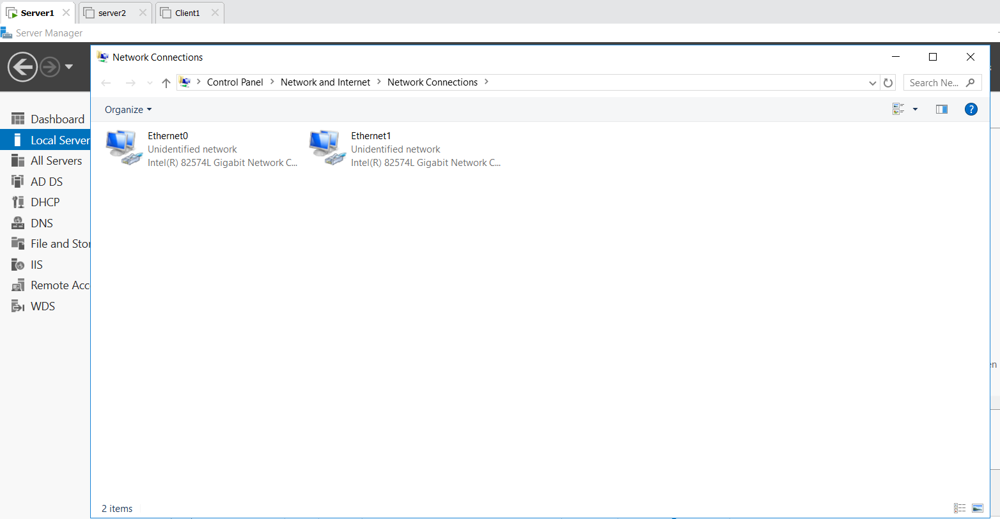 Server1
server2
Client1
Server Manager
Network Connections
Control Panel
Network and Internet
Network Connections
Search Ne...
Organize
?
Dashboard
Local Server
All Servers
AD DS
DHCP
DNS
File and Stor
IIS
Remote Acc
WDS
Ethernet0
Unidentified network
Intel(R) 82574L Gigabit Network C...
Ethernet1
Unidentified network
Intel(R) 82574L Gigabit Network C...
en
2 items